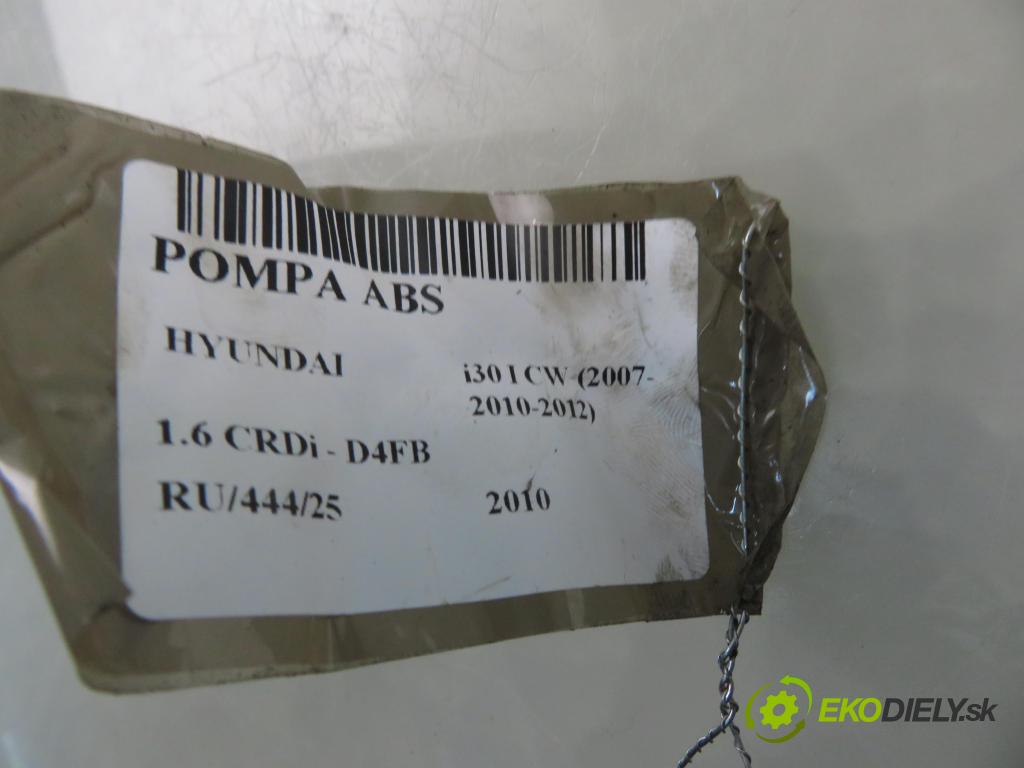 POMPA ABS
HYUNDAI
i30 I CW (2007-
2010-2012)
1.6 CRDi - D4FB
RU/444/25
2010
EKODIELY.sk